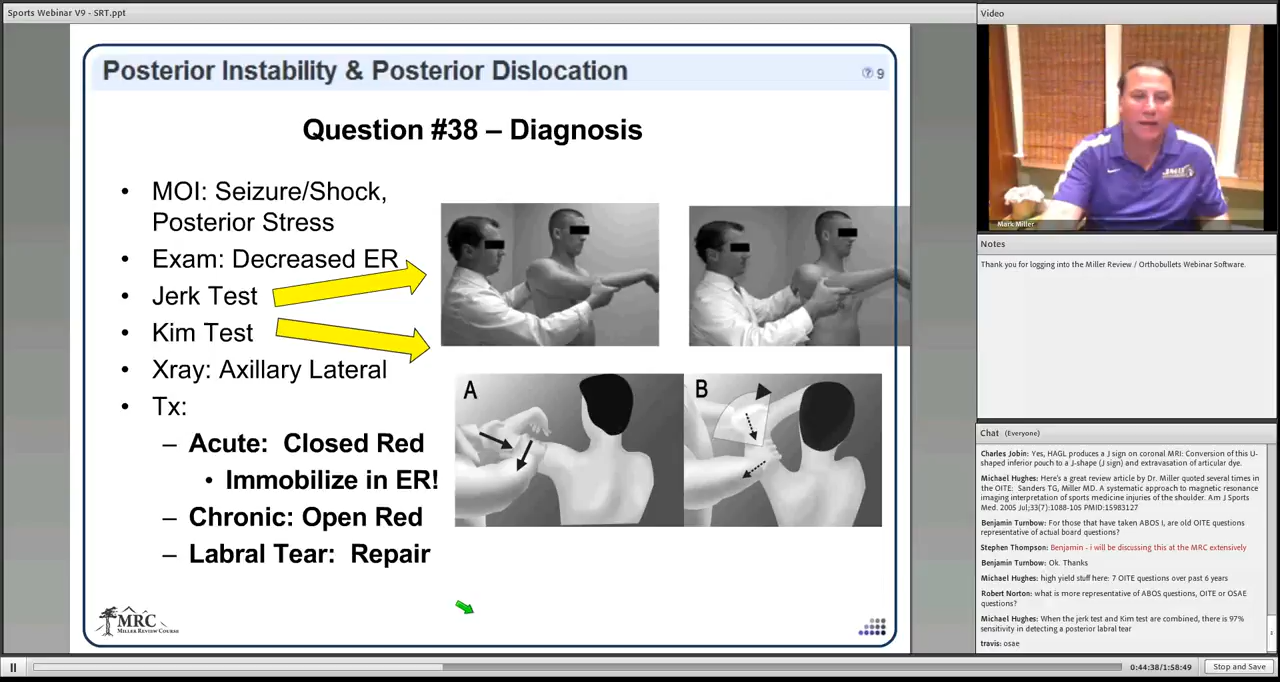 Sports Webinar V9 - SRT.ppt
Posterior Instability & Posterior Dislocation
? 9
Question #38 – Diagnosis
• MOI: Seizure/Shock,
Posterior Stress
• Exam: Decreased ER
• Jerk Test
• Kim Test
• Xray: Axillary Lateral
• Tx:
– Acute: Closed Red
• Immobilize in ER!
– Chronic: Open Red
– Labral Tear: Repair
A
B
MRC
MILLER REVIEW COURSE
Video
JMU
Mark Miller
Notes
Thank you for logging into the Miller Review / Orthobullets Webinar Software.
Chat (Everyone)
Charles Jobin: Yes, HAGL produces a J sign on coronal MRI: Conversion of this U-
shaped inferior pouch to a J-shape (J sign) and extravasation of articular dye.
Michael Hughes: Here's a great review article by Dr. Miller quoted several times in
the OITE: Sanders TG, Miller MD. A systematic approach to magnetic resonance
imaging interpretation of sports medicine injuries of the shoulder. Am J Sports
Med. 2005 Jul;33(7):1088-105 PMID:15983127
Benjamin Turnbow: For those that have taken ABOS I, are old OITE questions
representative of actual board questions?
Stephen Thompson: Benjamin - i will be discussing this at the MRC extensively
Benjamin Turnbow: Ok. Thanks
Michael Hughes: high yield stuff here: 7 OITE questions over past 6 years
Robert Norton: what is more representative of ABOS questions, OITE or OSAE
questions?
Michael Hughes: When the jerk test and Kim test are combined, there is 97%
sensitivity in detecting a posterior labral tear
travis: osae
0:44:38/1:58:49
Stop and Save